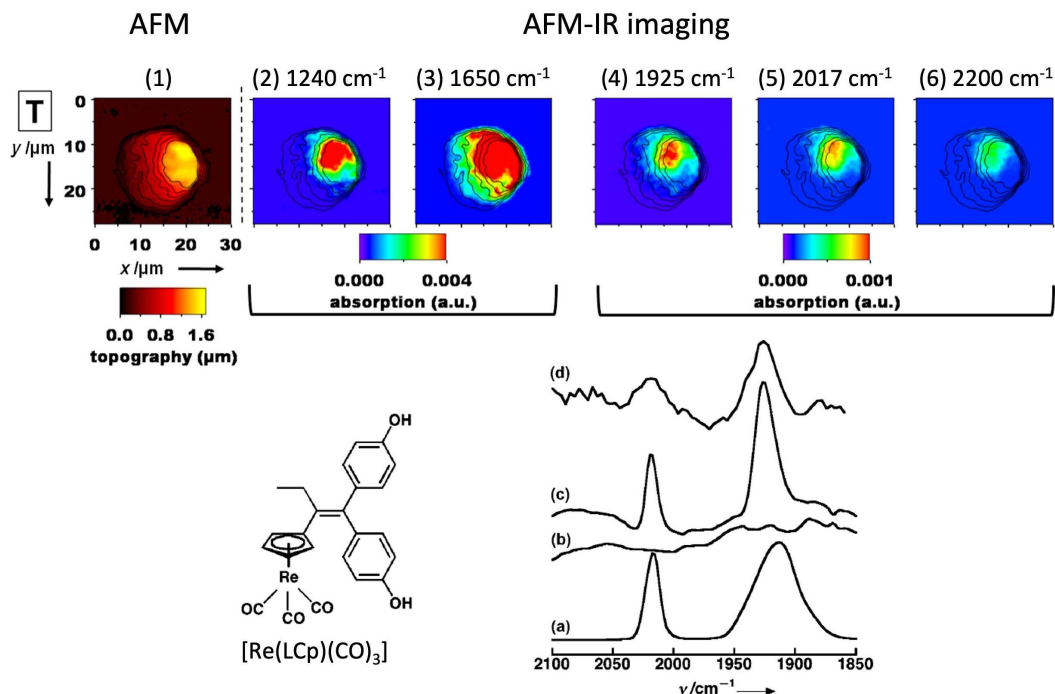 AFM
AFM-IR imaging
(1)
(2) 1240 cm⁻¹
(3) 1650 cm⁻¹
(4) 1925 cm⁻¹
(5) 2017 cm⁻¹
(6) 2200 cm⁻¹
T
y /µm
0
10
20
0 10 20 30
x /µm
0.0 0.8 1.6
topography (µm)
0.000 0.004
absorption (a.u.)
0.000 0.001
absorption (a.u.)
OH
OH
Re
OC
CO
CO
[Re(LCp)(CO)₃]
(d)
(c)
(b)
(a)
2100 2050 2000 1950 1900 1850
ν/cm⁻¹